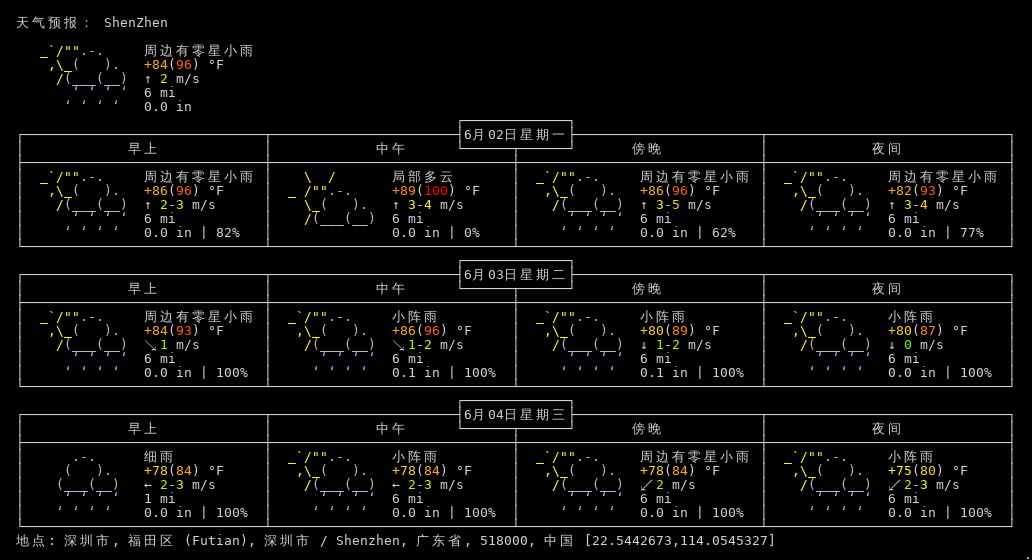 天气预报： ShenZhen
周边有零星小雨
+84(96) °F
↑ 2 m/s
6 mi
0.0 in
6月02日星期一
早上 中午 傍晚 夜间
周边有零星小雨 局部多云 周边有零星小雨 周边有零星小雨
+86(96) °F +89(100) °F +86(96) °F +82(93) °F
↑ 2-3 m/s ↑ 3-4 m/s ↑ 3-5 m/s ↑ 3-4 m/s
6 mi 6 mi 6 mi 6 mi
0.0 in | 82% 0.0 in | 0% 0.0 in | 62% 0.0 in | 77%
6月03日星期二
早上 中午 傍晚 夜间
周边有零星小雨 小阵雨 小阵雨 小阵雨
+84(93) °F +86(96) °F +80(89) °F +80(87) °F
↘ 1 m/s ↘ 1-2 m/s ↓ 1-2 m/s ↓ 0 m/s
6 mi 6 mi 6 mi 6 mi
0.0 in | 100% 0.1 in | 100% 0.1 in | 100% 0.0 in | 100%
6月04日星期三
早上 中午 傍晚 夜间
细雨 小阵雨 周边有零星小雨 小阵雨
+78(84) °F +78(84) °F +78(84) °F +75(80) °F
← 2-3 m/s ← 2-3 m/s ↙ 2 m/s ↙ 2-3 m/s
1 mi 6 mi 6 mi 6 mi
0.0 in | 100% 0.0 in | 100% 0.0 in | 100% 0.0 in | 100%
地点: 深圳市, 福田区 (Futian), 深圳市 / Shenzhen, 广东省, 518000, 中国 [22.5442673,114.0545327]